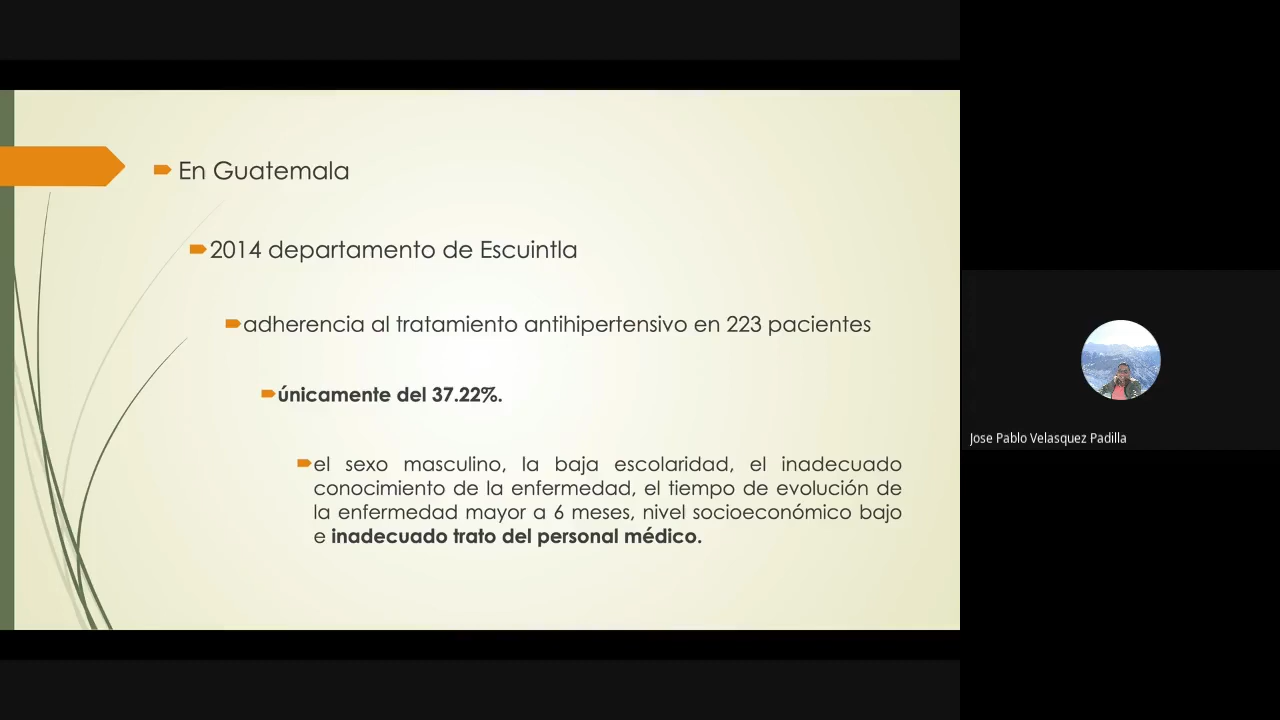 En Guatemala
2014 departamento de Escuintla
adherencia al tratamiento antihipertensivo en 223 pacientes
únicamente del 37.22%.
el sexo masculino, la baja escolaridad, el inadecuado
conocimiento de la enfermedad, el tiempo de evolución de
la enfermedad mayor a 6 meses, nivel socioeconómico bajo
e inadecuado trato del personal médico.
Jose Pablo Velasquez Padilla